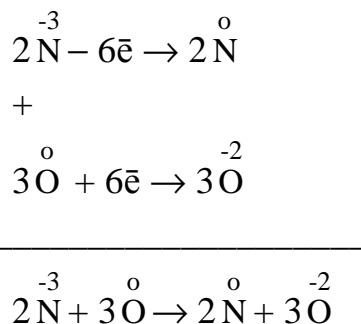 -3 o
2N − 6ē → 2N
+
o -2
3O + 6ē → 3O
-3 o o -2
2N + 3O → 2N + 3O